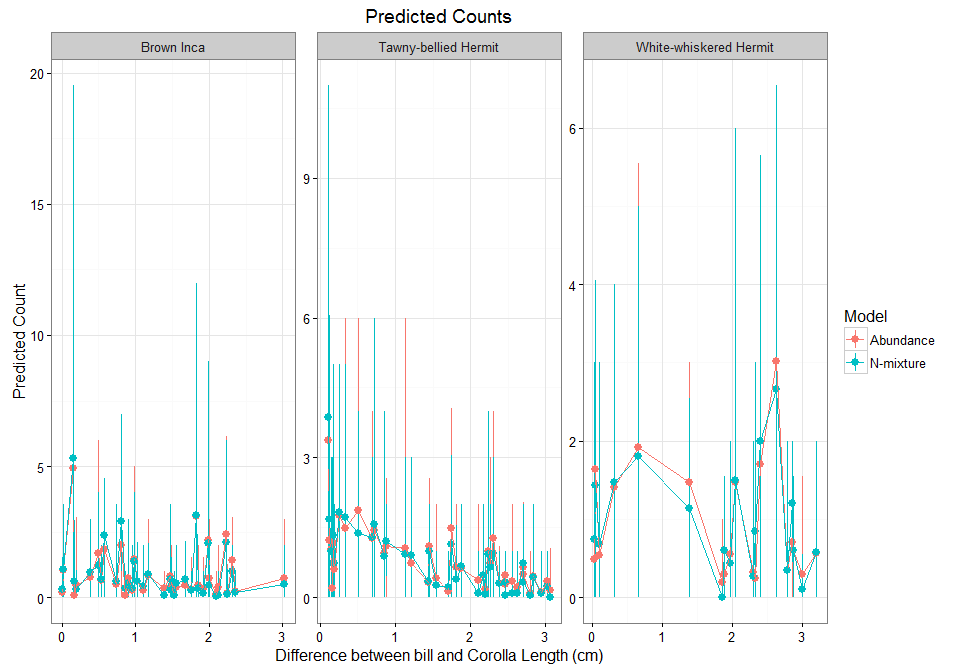 Predicted Counts
Brown Inca
Tawny-bellied Hermit
White-whiskered Hermit
Predicted Count
20
15
10
5
0
9
6
3
0
6
4
2
0
0 1 2 3
0 1 2 3
0 1 2 3
Difference between bill and Corolla Length (cm)
Model
Abundance
N-mixture